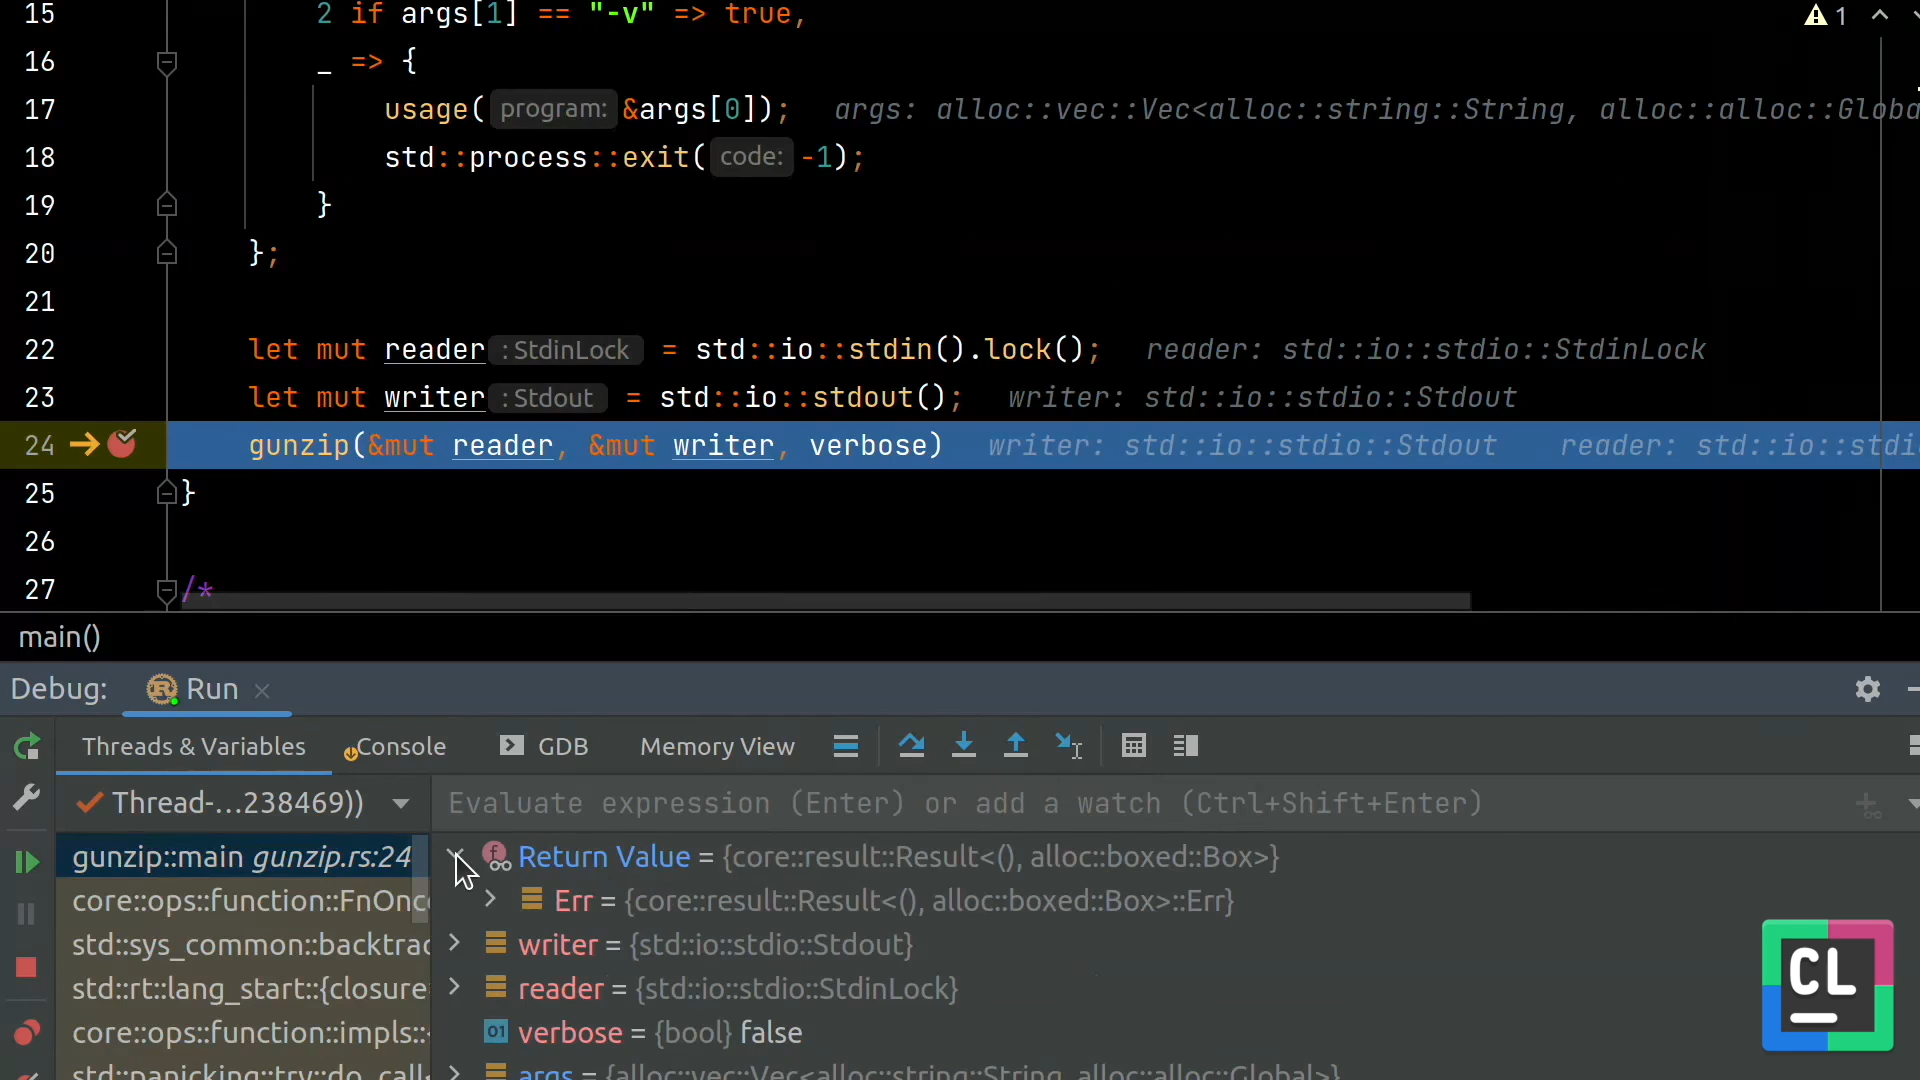 15 2 if args[1] == "-v" => true,
1
16 _ => {
17 usage( program: &args[0]); args: alloc::vec::Vec<alloc::string::String, alloc::alloc::Globa
18 std::process::exit( code: -1);
19 }
20 };
21
22 let mut reader : StdinLock = std::io::stdin().lock(); reader: std::io::stdio::StdinLock
23 let mut writer : Stdout = std::io::stdout(); writer: std::io::stdio::Stdout
24 gunzip(&mut reader, &mut writer, verbose) writer: std::io::stdio::Stdout reader: std::io::stdi
25 }
26
27 /*
main()
Debug: Run
Threads & Variables Console GDB Memory View
Thread-...238469)) Evaluate expression (Enter) or add a watch (Ctrl+Shift+Enter)
gunzip::main gunzip.rs:24
core::ops::function::FnOnc
std::sys_common::backtrac
std::rt::lang_start::{closure
core::ops::function::impls::
std::panicking::try::do_call
Return Value = {core::result::Result<(), alloc::boxed::Box>}
Err = {core::result::Result<(), alloc::boxed::Box>::Err}
writer = {std::io::stdio::Stdout}
reader = {std::io::stdio::StdinLock}
01 verbose = {bool} false
args = {alloc::vec::Vec<alloc::string::String, alloc::alloc::Global>}
CL